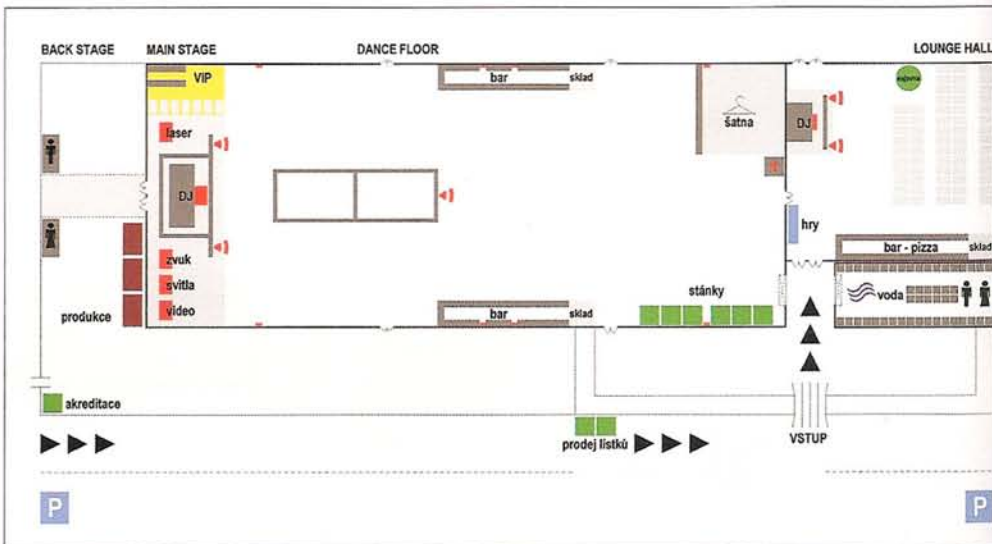 BACK STAGE
MAIN STAGE
DANCE FLOOR
LOUNGE HALL
VIP
bar
sklad
laser
šatna
DJ
DJ
hry
zvuk
bar - pizza
sklad
svitla
stánky
voda
produkce
video
bar
sklad
akreditace
prodej lístků
VSTUP
P
P